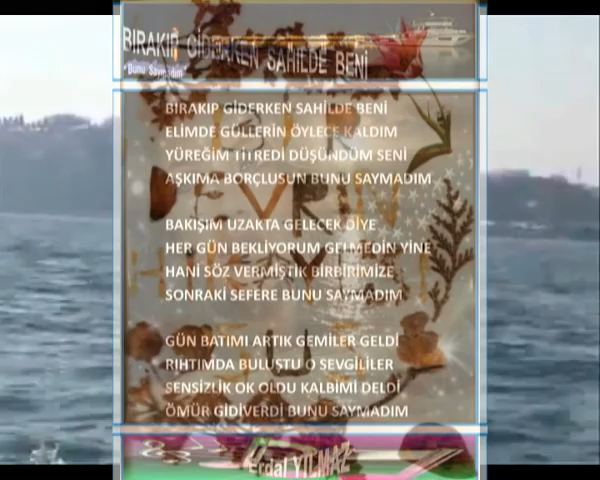 BIRAKIP GİDERKEN SAHİLDE BENİ
"Bunu Saymadım"
BIRAKIP GİDERKEN SAHİLDE BENİ
ELİMDE GÜLLERİN ÖYLECE KALDIM
YÜREĞİM TİTREDİ DÜŞÜNDÜM SENİ
AŞKIMA BORÇLUSUN BUNU SAYMADIM
BAKIŞIM UZAKTA GELECEK DİYE
HER GÜN BEKLİYORUM GELMEDİN YİNE
HANİ SÖZ VERMİŞTİK BİRBİRİMİZE
SONRAKİ SEFERE BUNU SAYMADIM
GÜN BATIMI ARTIK GEMİLER GELDİ
RIHTIMDA BULUŞTU O SEVGİLİLER
SENSİZLİK OK OLDU KALBİMİ DELDİ
ÖMÜR GİDİVERDİ BUNU SAYMADIM
Erdal YILMAZ